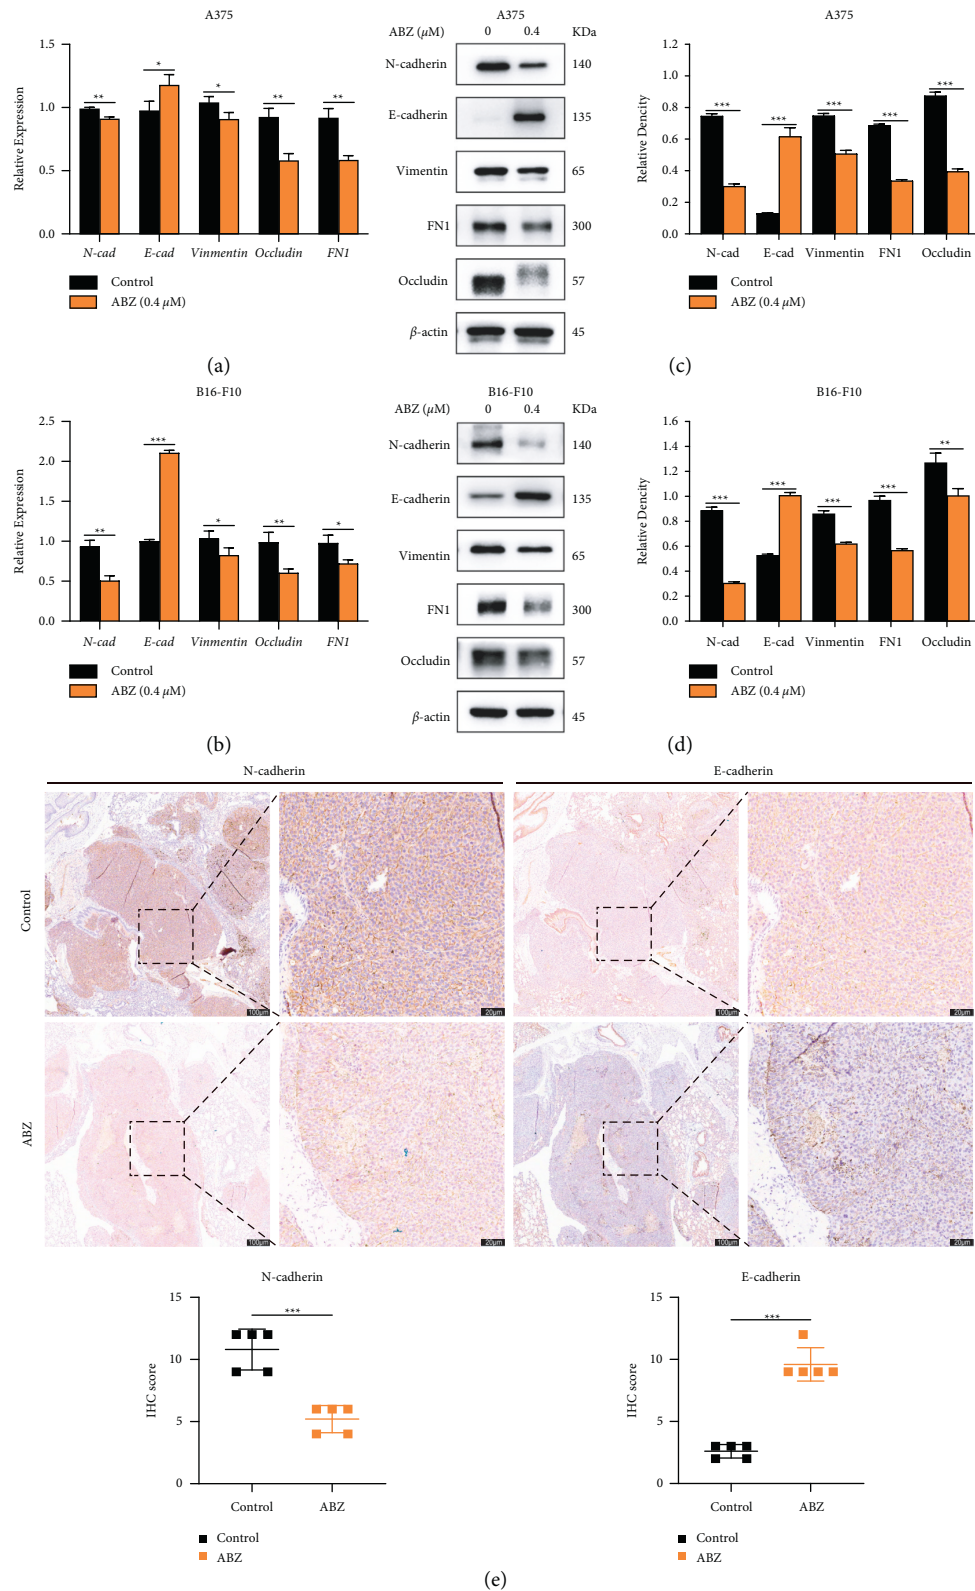 A375
Relative Expression
1.5
1.0
0.5
0.0
** * * ** **
N-cad E-cad Vinmentin Occludin FN1
Control
ABZ (0.4 μM)
(a)
A375
ABZ (μM) 0 0.4 KDa
N-cadherin 140
E-cadherin 135
Vimentin 65
FN1 300
Occludin 57
β-actin 45
A375
Relative Dencity
1.2
1.0
0.8
0.6
0.4
0.2
0.0
*** *** *** *** ***
N-cad E-cad Vinmentin FN1 Occludin
Control
ABZ (0.4 μM)
(c)
B16-F10
Relative Expression
2.5
2.0
1.5
1.0
0.5
0.0
** *** * ** *
N-cad E-cad Vinmentin Occludin FN1
Control
ABZ (0.4 μM)
(b)
B16-F10
ABZ (μM) 0 0.4 KDa
N-cadherin 140
E-cadherin 135
Vimentin 65
FN1 300
Occludin 57
β-actin 45
B16-F10
Relative Dencity
1.6
1.4
1.2
1.0
0.8
0.6
0.4
0.2
0.0
*** *** *** *** **
N-cad E-cad Vinmentin FN1 Occludin
Control
ABZ (0.4 μM)
(d)
N-cadherin E-cadherin
Control
100μm 20μm 100μm 20μm
ABZ
100μm 20μm 100μm 20μm
N-cadherin
IHC score
15
10
5
0
***
Control ABZ
Control
ABZ
E-cadherin
IHC score
15
10
5
0
***
Control ABZ
Control
ABZ
(e)